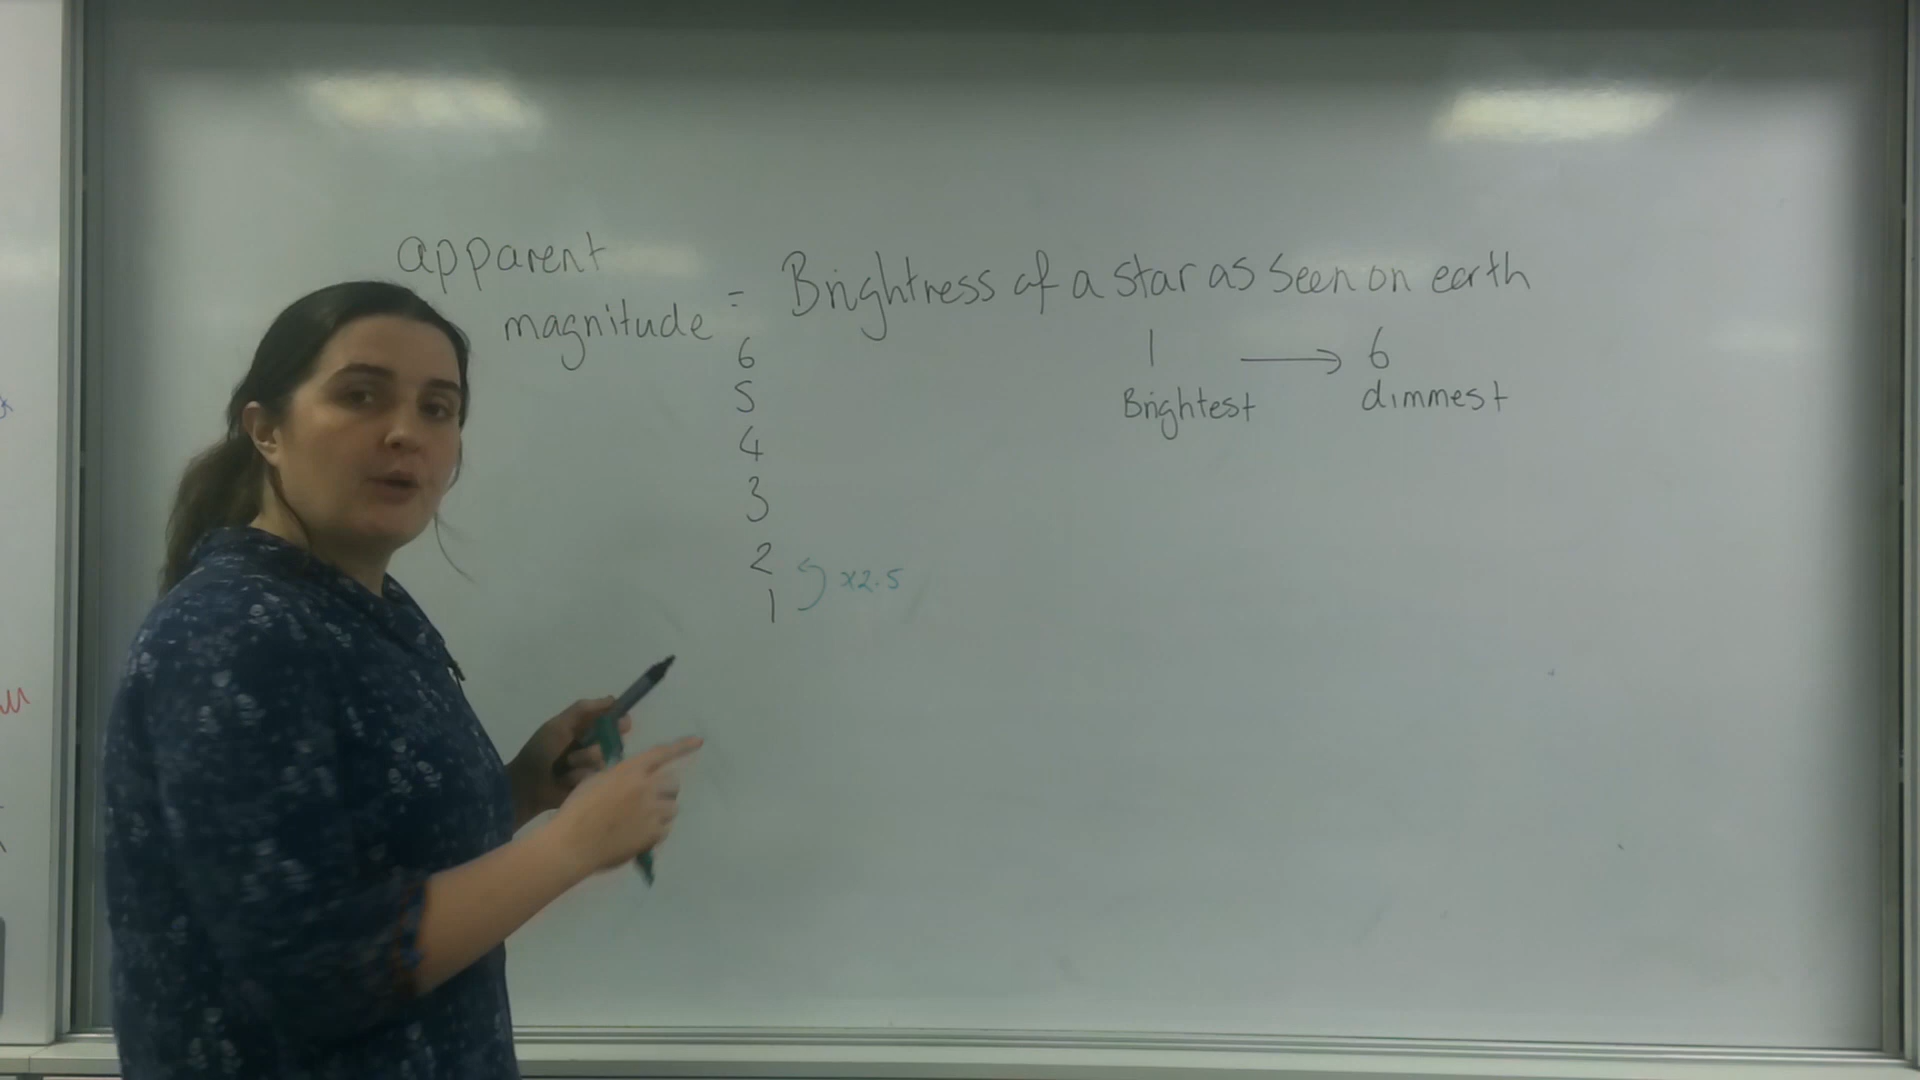 apparent
magnitude = Brightness of a star as seen on earth
1 → 6
Brightest dimmest
6
5
4
3
2
1
x2.5